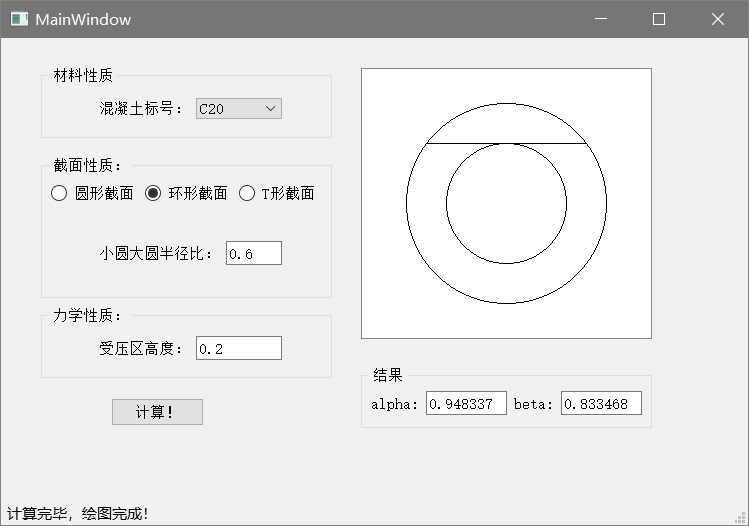 MainWindow
材料性质
混凝土标号：
C20
截面性质：
圆形截面 环形截面 T形截面
小圆大圆半径比： 0.6
力学性质：
受压区高度： 0.2
计算！
结果
alpha: 0.948337 beta: 0.833468
计算完毕，绘图完成！